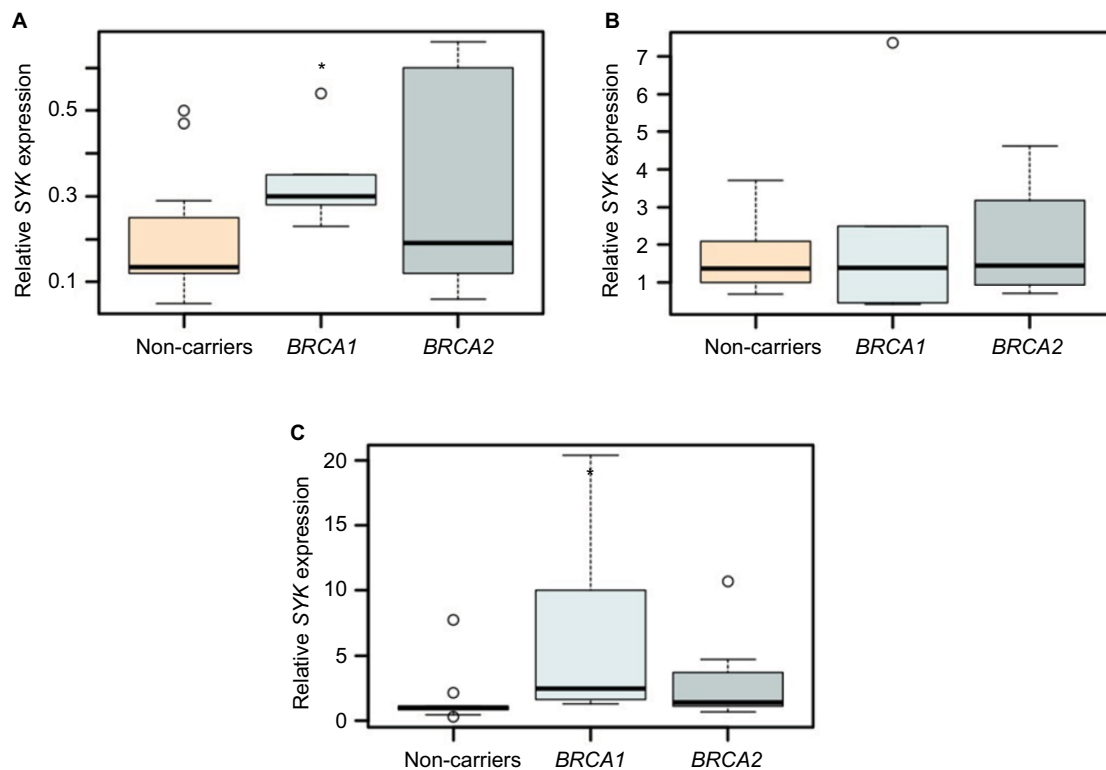 A
Relative SYK expression
0.5
0.3
0.1
*
Non-carriers BRCA1 BRCA2
B
Relative SYK expression
7
6
5
4
3
2
1
Non-carriers BRCA1 BRCA2
C
Relative SYK expression
20
15
10
5
0
*
Non-carriers BRCA1 BRCA2